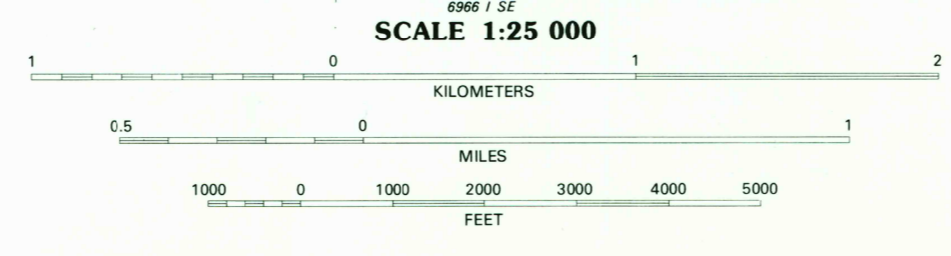 6966 I SE
SCALE 1:25 000
1 0 1 2
KILOMETERS
0.5 0 1
MILES
1000 0 1000 2000 3000 4000 5000
FEET